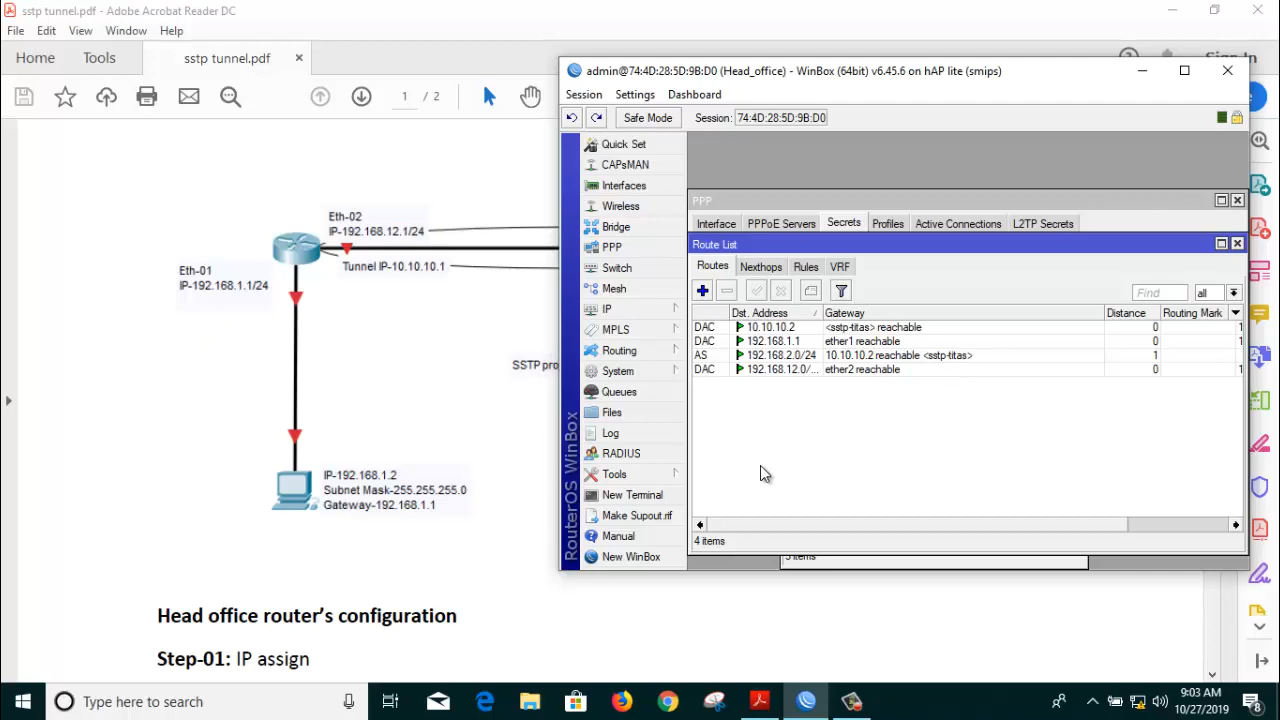 sstp tunnel.pdf - Adobe Acrobat Reader DC
File Edit View Window Help
Home Tools sstp tunnel.pdf × Sign In
1 / 2
Eth-02
IP-192.168.12.1/24
Eth-01
IP-192.168.1.1/24
Tunnel IP-10.10.10.1
SSTP pro
IP-192.168.1.2
Subnet Mask-255.255.255.0
Gateway-192.168.1.1
Head office router's configuration
Step-01: IP assign
admin@74:4D:28:5D:9B:D0 (Head_office) - WinBox (64bit) v6.45.6 on hAP lite (smips)
Session Settings Dashboard
Safe Mode Session: 74:4D:28:5D:9B:D0
RouterOS WinBox
Quick Set
CAPsMAN
Interfaces
Wireless
Bridge
PPP
Switch
Mesh
IP
MPLS
Routing
System
Queues
Files
Log
RADIUS
Tools
New Terminal
Make Supout.rif
Manual
New WinBox
PPP
Interface PPPoE Servers Secrets Profiles Active Connections L2TP Secrets
Route List
Routes Nexthops Rules VRF
Find all
Dst. Address Gateway Distance Routing Mark
DAC 10.10.10.2 <sstp-titas> reachable 0 1
DAC 192.168.1.1 ether1 reachable 0 1
AS 192.168.2.0/24 10.10.10.2 reachable <sstp-titas> 1
DAC 192.168.12.0/... ether2 reachable 0 1
4 items
Type here to search
9:03 AM
10/27/2019
8